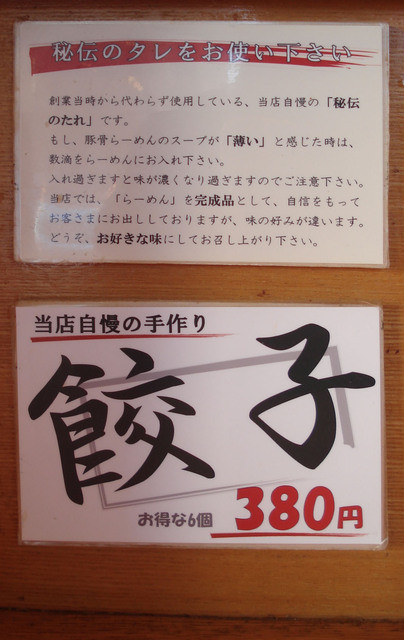 秘伝のタレをお使い下さい
創業当時から代わらず使用している、当店自慢の「秘伝
のたれ」です。
もし、豚骨らーめんのスープが「薄い」と感じた時は、
数滴をらーめんにお入れ下さい。
入れ過ぎますと味が濃くなり過ぎますのでご注意下さい。
当店では、「らーめん」を完成品として、自信をもって
お客さまにお出ししておりますが、味の好みが違います。
どうぞ、お好きな味にしてお召し上がり下さい。
当店自慢の手作り
餃子
お得な6個 380円